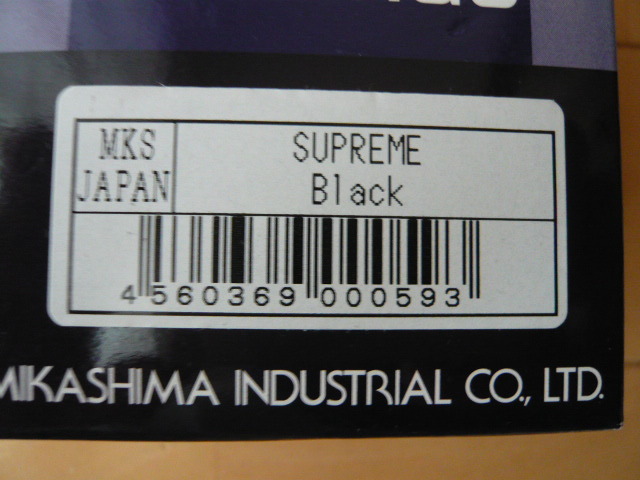 MKS
JAPAN
SUPREME
Black
4 560369 000593
MIKASHIMA INDUSTRIAL CO., LTD.